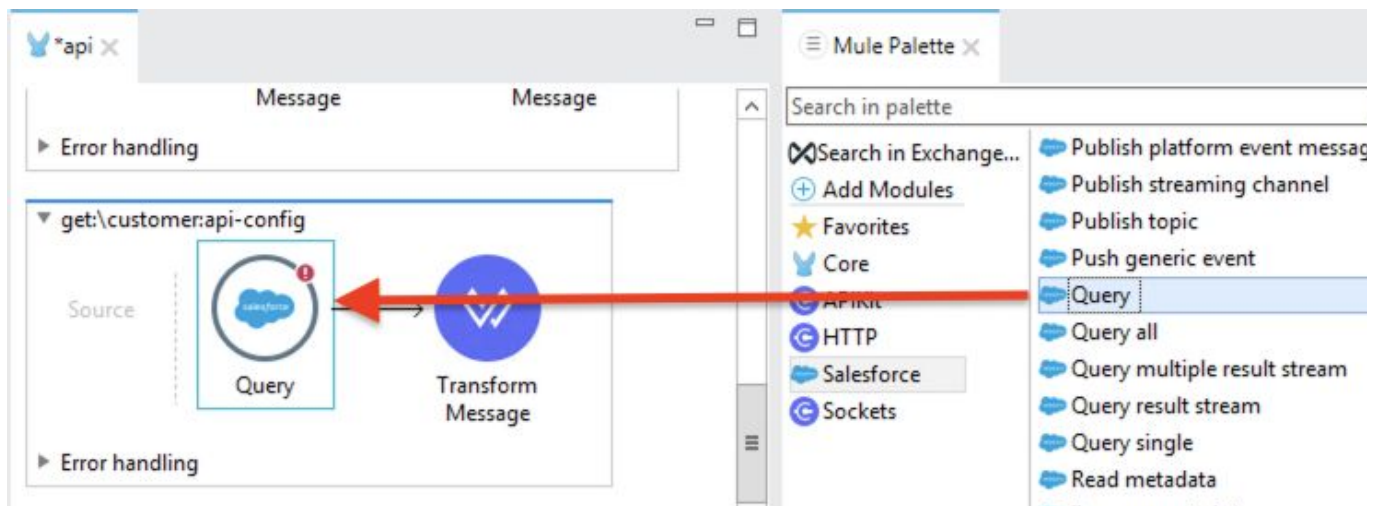 *api
Message Message
Error handling
get:\customer:api-config
Source
salesforce
Query
Transform
Message
Error handling
Mule Palette
Search in palette
Search in Exchange...
Add Modules
Favorites
Core
APIKit
HTTP
Salesforce
Sockets
Publish platform event messag
Publish streaming channel
Publish topic
Push generic event
Query
Query all
Query multiple result stream
Query result stream
Query single
Read metadata